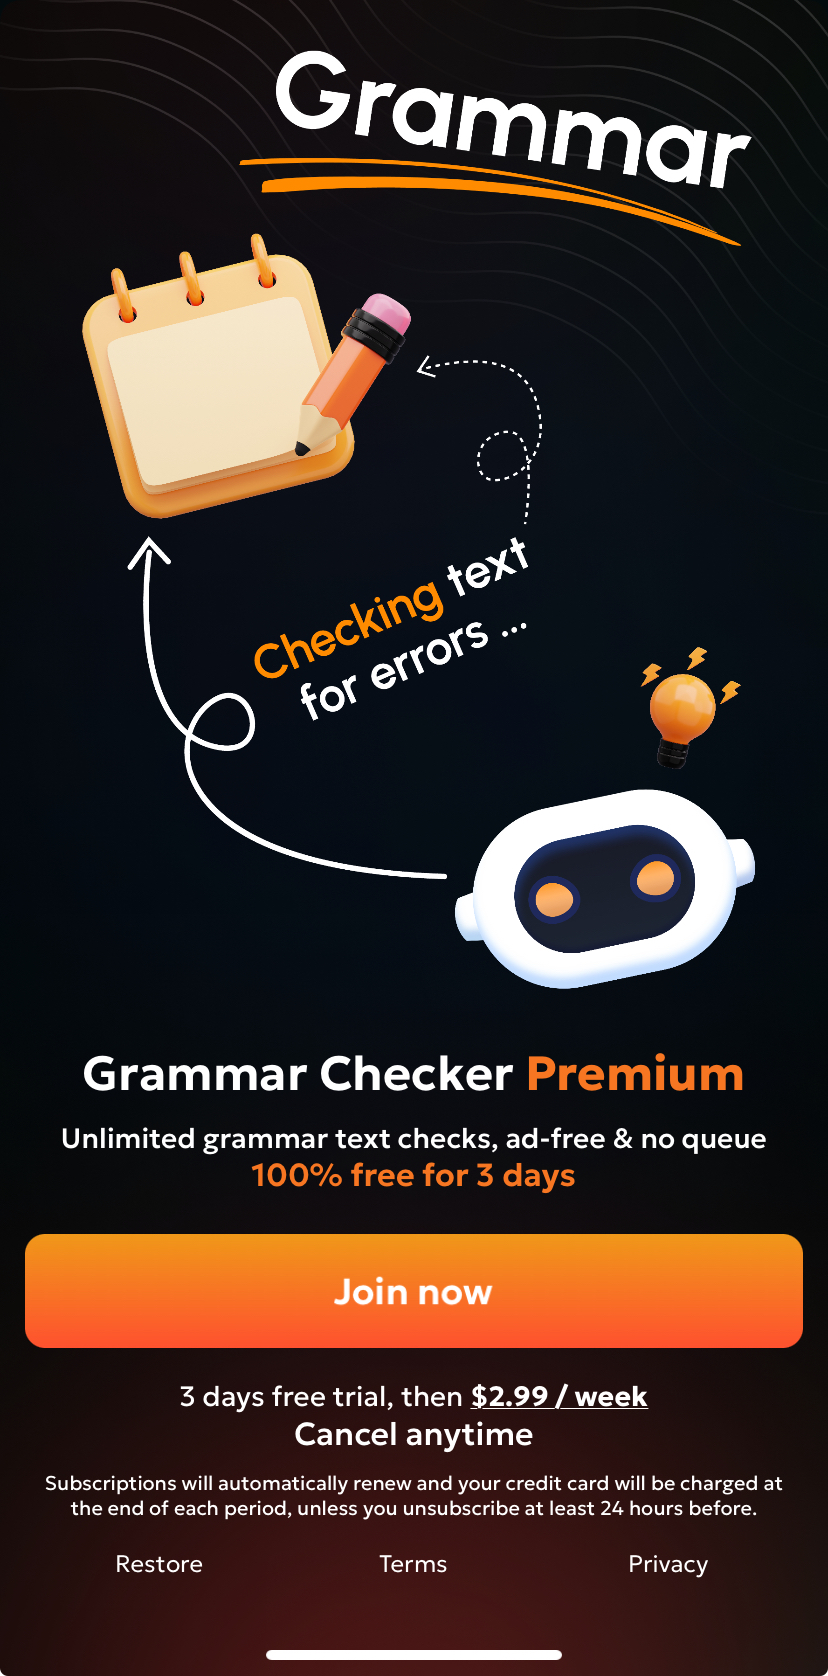 Grammar
Checking text
for errors ...
Grammar Checker Premium
Unlimited grammar text checks, ad-free & no queue
100% free for 3 days
Join now
3 days free trial, then $2.99 / week
Cancel anytime
Subscriptions will automatically renew and your credit card will be charged at
the end of each period, unless you unsubscribe at least 24 hours before.
Restore Terms Privacy